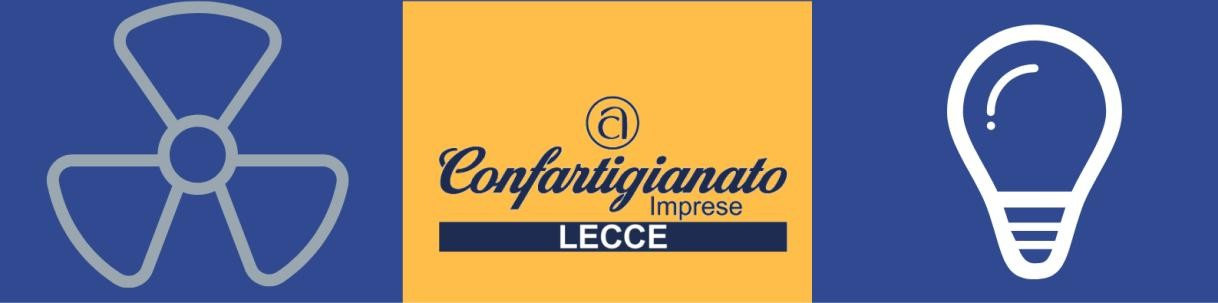 a
Confartigianato
Imprese
LECCE